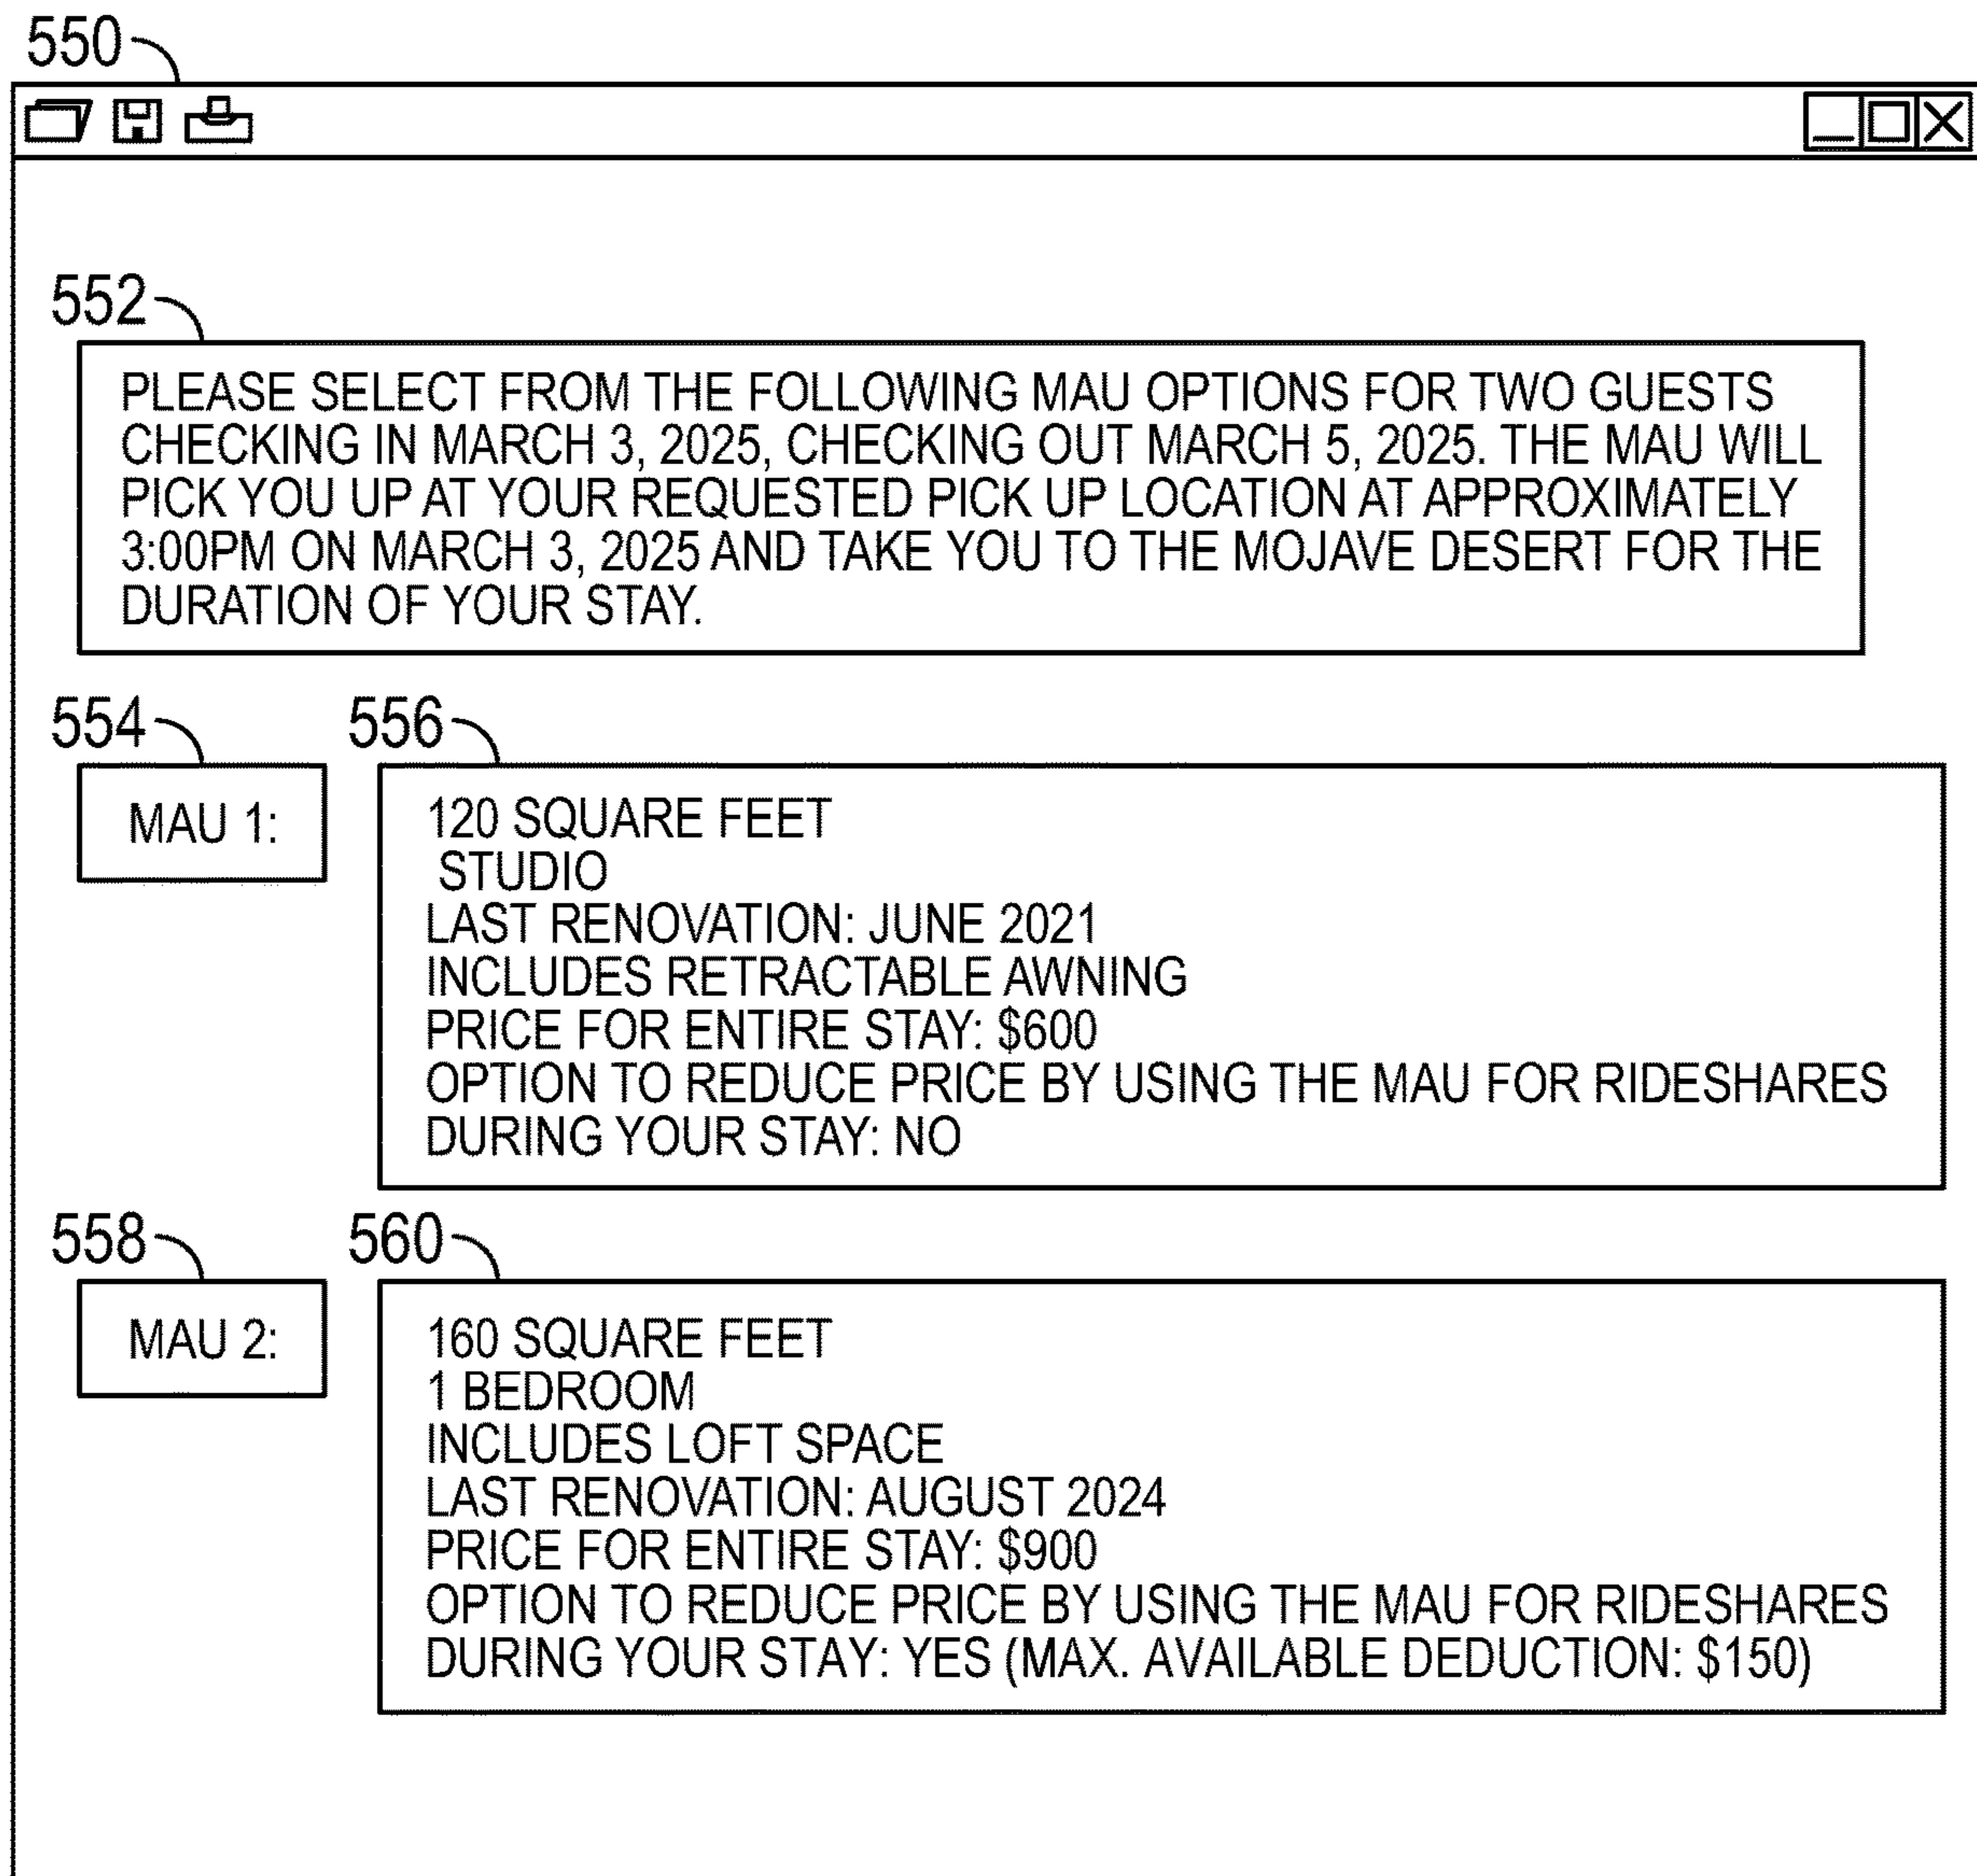 550
552
PLEASE SELECT FROM THE FOLLOWING MAU OPTIONS FOR TWO GUESTS
CHECKING IN MARCH 3, 2025, CHECKING OUT MARCH 5, 2025. THE MAU WILL
PICK YOU UP AT YOUR REQUESTED PICK UP LOCATION AT APPROXIMATELY
3:00PM ON MARCH 3, 2025 AND TAKE YOU TO THE MOJAVE DESERT FOR THE
DURATION OF YOUR STAY.
554
556
MAU 1:
120 SQUARE FEET
STUDIO
LAST RENOVATION: JUNE 2021
INCLUDES RETRACTABLE AWNING
PRICE FOR ENTIRE STAY: $600
OPTION TO REDUCE PRICE BY USING THE MAU FOR RIDESHARES
DURING YOUR STAY: NO
558
560
MAU 2:
160 SQUARE FEET
1 BEDROOM
INCLUDES LOFT SPACE
LAST RENOVATION: AUGUST 2024
PRICE FOR ENTIRE STAY: $900
OPTION TO REDUCE PRICE BY USING THE MAU FOR RIDESHARES
DURING YOUR STAY: YES (MAX. AVAILABLE DEDUCTION: $150)